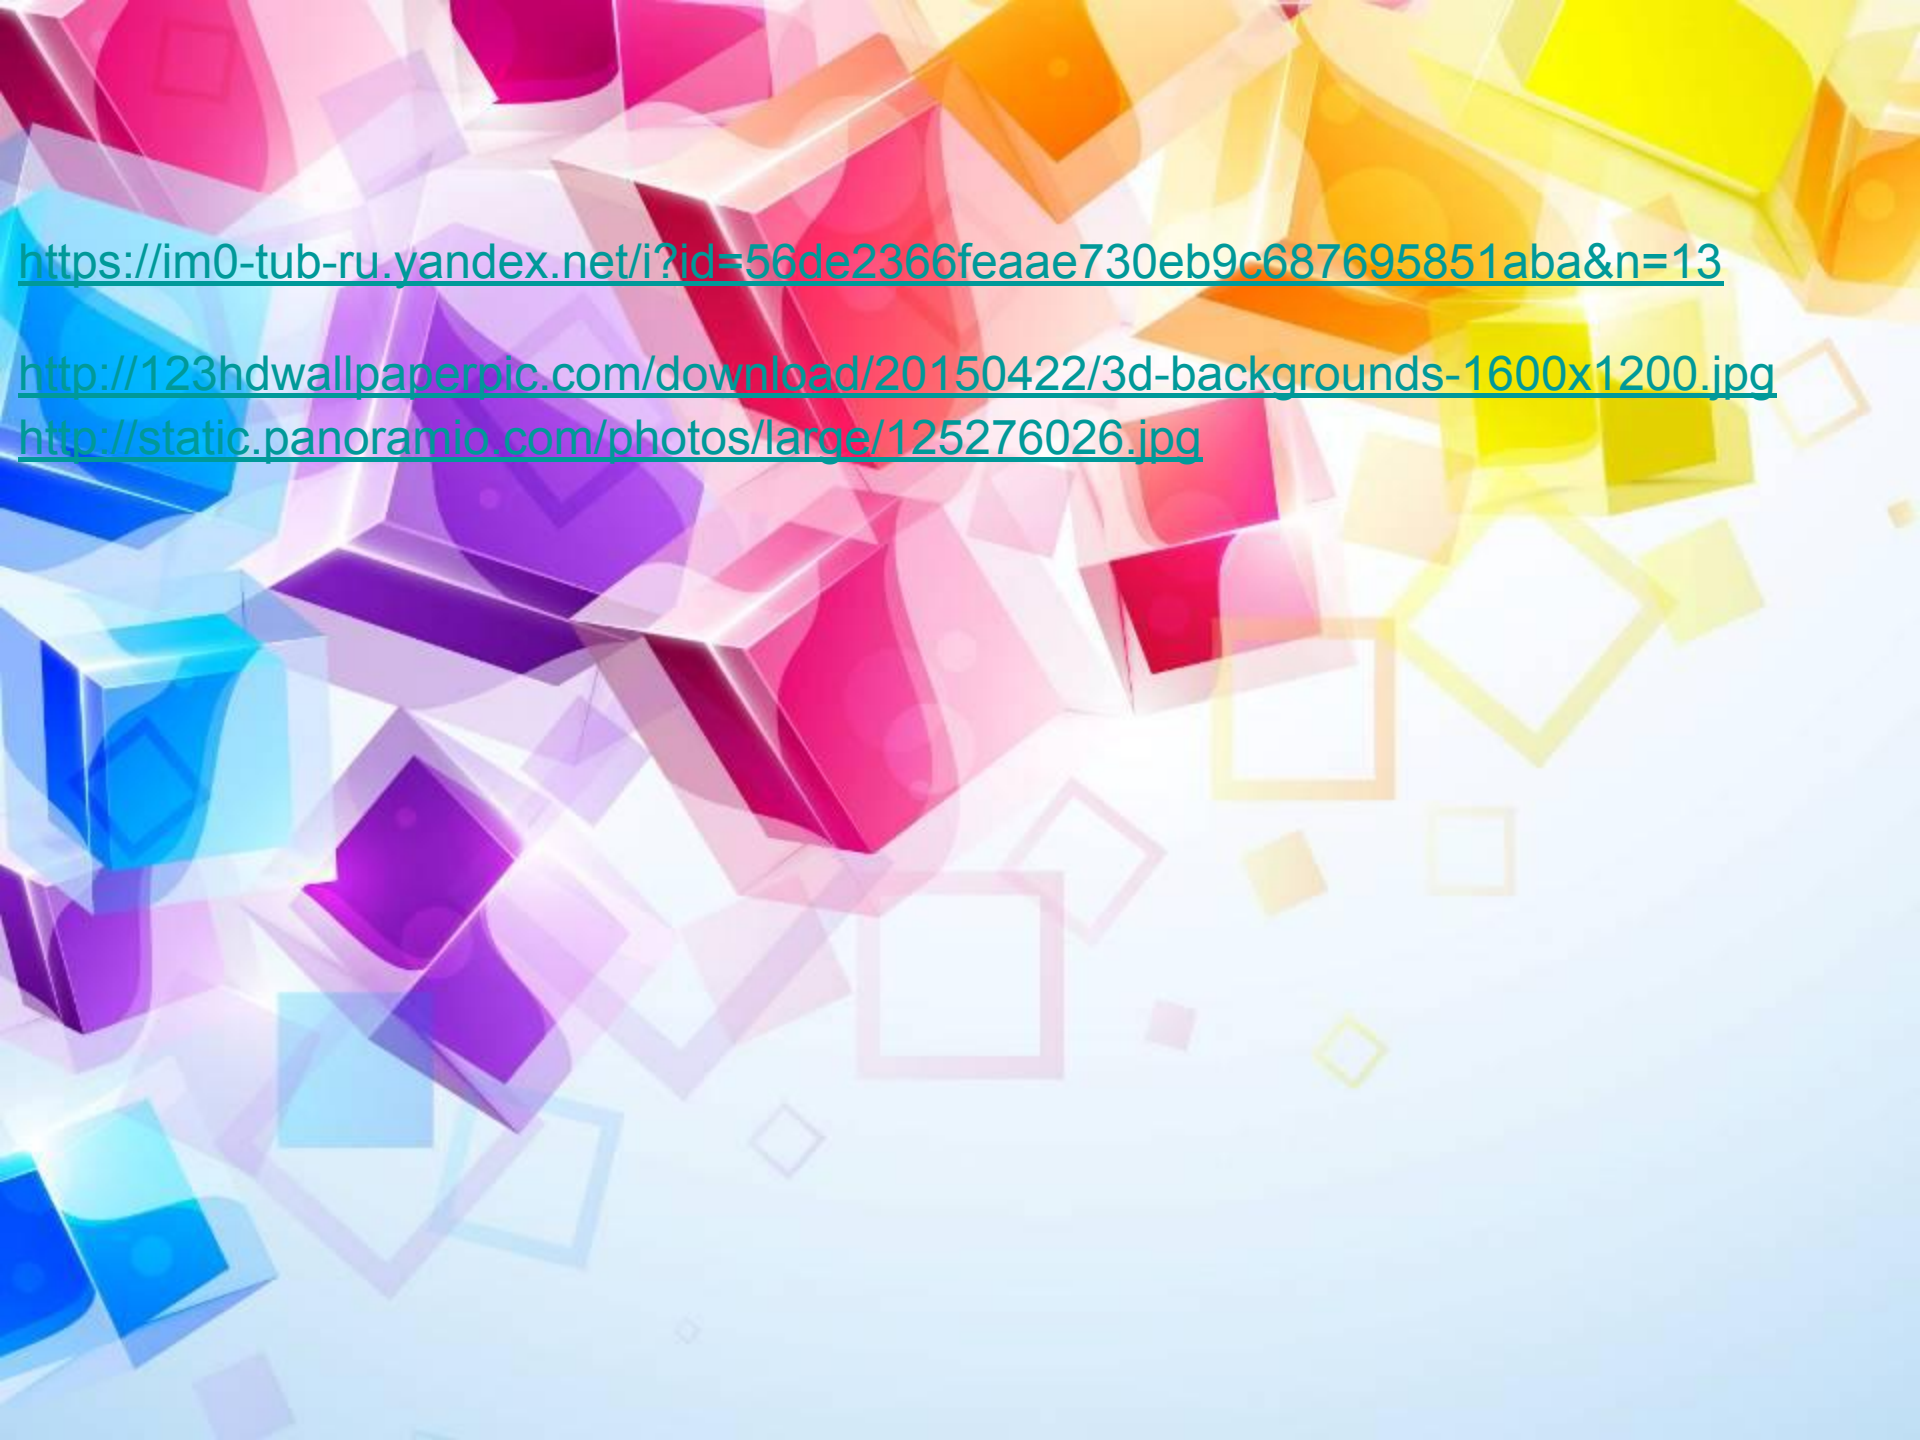 https://im0-tub-ru.yandex.net/i?id=56de2366feaae730eb9c687695851aba&n=13
http://123hdwallpaperpic.com/download/20150422/3d-backgrounds-1600x1200.jpg
http://static.panoramio.com/photos/large/125276026.jpg